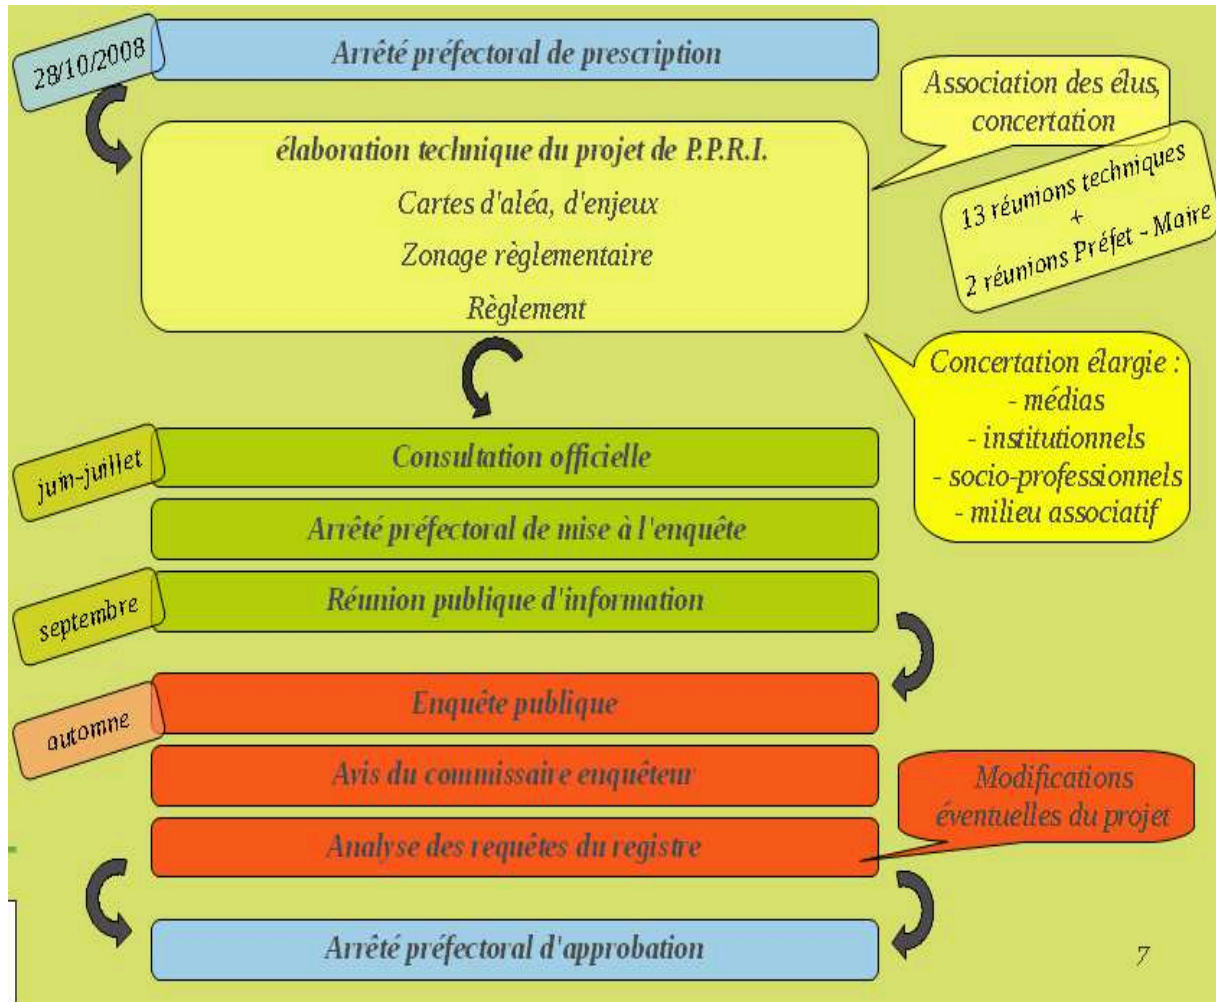 28/10/2008
Arrêté préfectoral de prescription
Association des élus,
concertation
13 réunions techniques
+
2 réunions Préfet - Maire
élaboration technique du projet de P.P.R.I.
Cartes d'aléa, d'enjeux
Zonage règlementaire
Règlement
Concertation élargie :
- médias
- institutionnels
- socio-professionnels
- milieu associatif
juin-juillet
Consultation officielle
Arrêté préfectoral de mise à l'enquête
septembre
Réunion publique d'information
automne
Enquête publique
Avis du commissaire enquêteur
Modifications
éventuelles du projet
Analyse des requêtes du registre
Arrêté préfectoral d'approbation
7